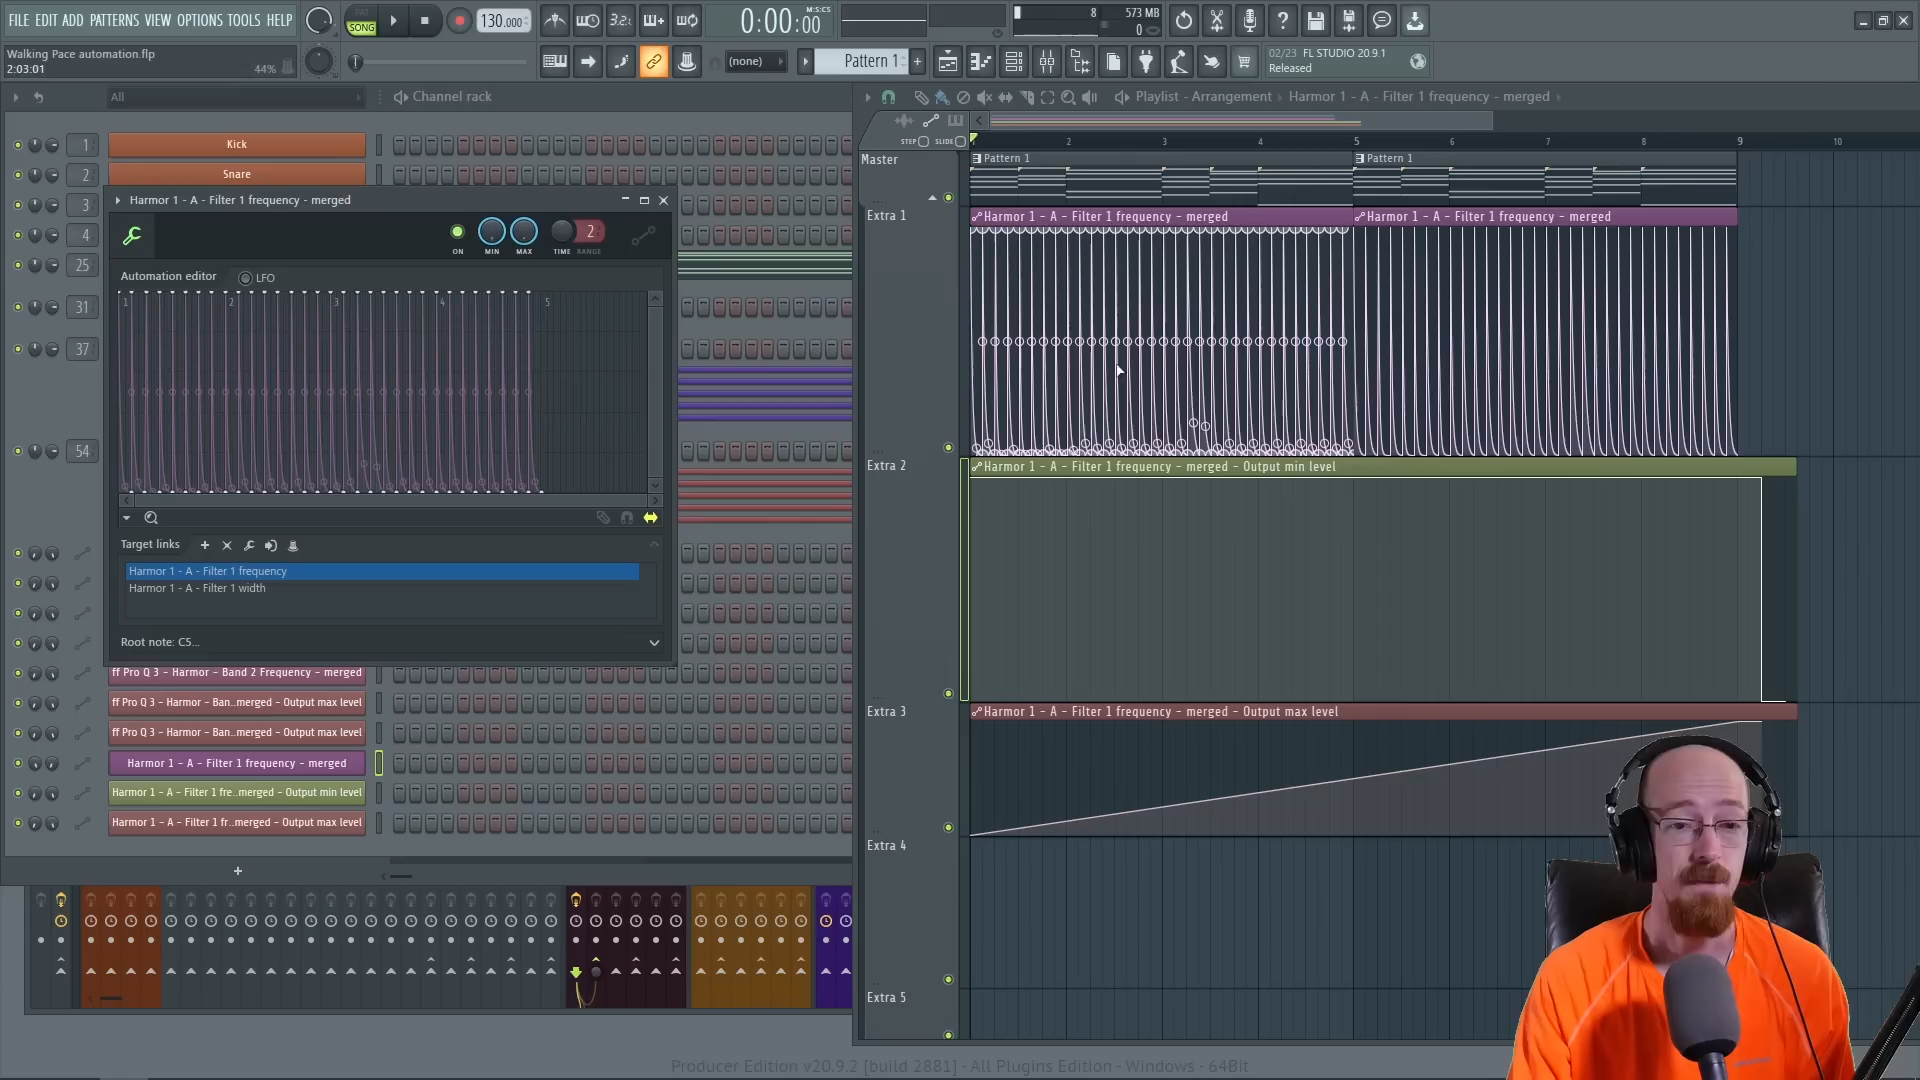 FILE EDIT ADD PATTERNS VIEW OPTIONS TOOLS HELP
PAT
SONG
130.000
3.2.
0:00:00
M:S:CS
8
573 MB
0
Walking Pace automation.flp
2:03:01
44%
(none)
Pattern 1
+
02/23 FL STUDIO 20.9.1
Released
All
Channel rack
Playlist - Arrangement › Harmor 1 - A - Filter 1 frequency - merged
STEP
SLIDE
2 3 4 5 6 7 8 9 10
Master
Pattern 1
Pattern 1
1 Kick
2 Snare
3
4
25
31
37
54
Harmor 1 - A - Filter 1 frequency - merged
ON
MIN
MAX
TIME
RANGE
2
Automation editor
LFO
1 2 3 4 5
Target links
Harmor 1 - A - Filter 1 frequency
Harmor 1 - A - Filter 1 width
Root note: C5...
ff Pro Q 3 - Harmor - Band 2 Frequency - merged
ff Pro Q 3 - Harmor - Ban..merged - Output max level
ff Pro Q 3 - Harmor - Ban..merged - Output max level
Harmor 1 - A - Filter 1 frequency - merged
Harmor 1 - A - Filter 1 fre..merged - Output min level
Harmor 1 - A - Filter 1 fr..merged - Output max level
+
Extra 1
Harmor 1 - A - Filter 1 frequency - merged
Harmor 1 - A - Filter 1 frequency - merged
Extra 2
Harmor 1 - A - Filter 1 frequency - merged - Output min level
Extra 3
Harmor 1 - A - Filter 1 frequency - merged - Output max level
Extra 4
Extra 5
Producer Edition v20.9.2 [build 2881] - All Plugins Edition - Windows - 64Bit